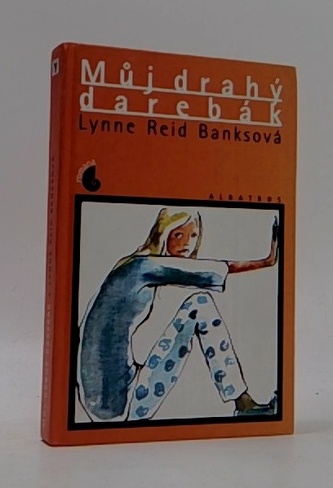 Můj drahý
darebák
Lynne Reid Banksová
ALBATROS